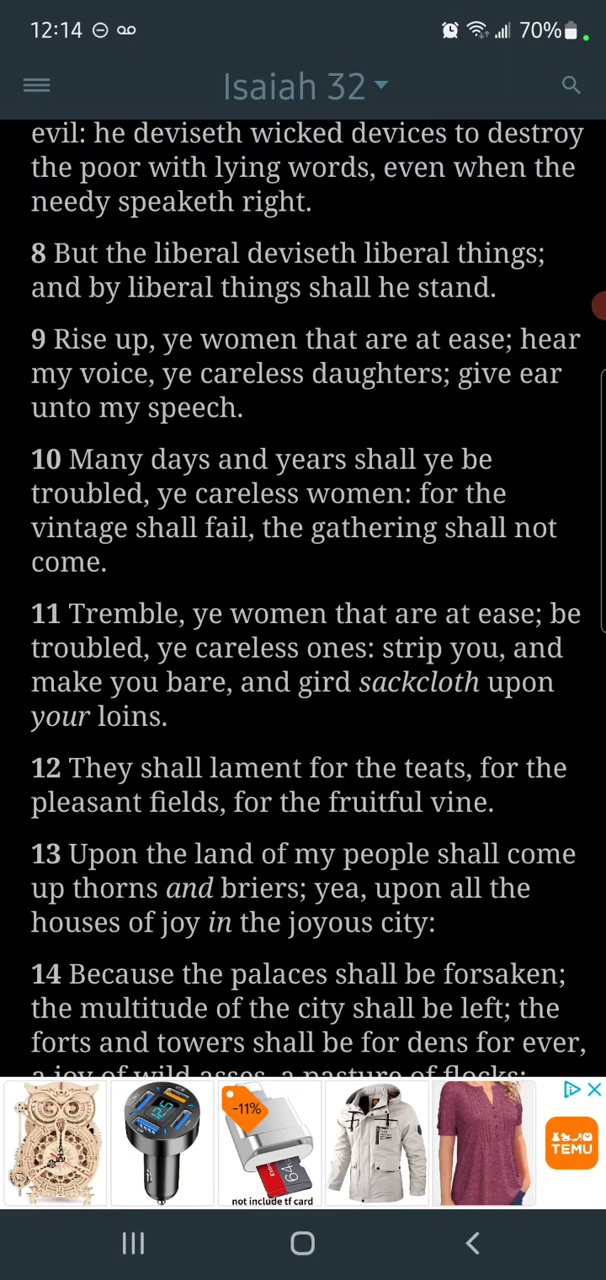 12:14
70%
Isaiah 32
evil: he deviseth wicked devices to destroy
the poor with lying words, even when the
needy speaketh right.
8 But the liberal deviseth liberal things;
and by liberal things shall he stand.
9 Rise up, ye women that are at ease; hear
my voice, ye careless daughters; give ear
unto my speech.
10 Many days and years shall ye be
troubled, ye careless women: for the
vintage shall fail, the gathering shall not
come.
11 Tremble, ye women that are at ease; be
troubled, ye careless ones: strip you, and
make you bare, and gird sackcloth upon
your loins.
12 They shall lament for the teats, for the
pleasant fields, for the fruitful vine.
13 Upon the land of my people shall come
up thorns and briers; yea, upon all the
houses of joy in the joyous city:
14 Because the palaces shall be forsaken;
the multitude of the city shall be left; the
forts and towers shall be for dens for ever,
a joy of wild asses, a pasture of flocks;
-11%
64
not include tf card
TEMU